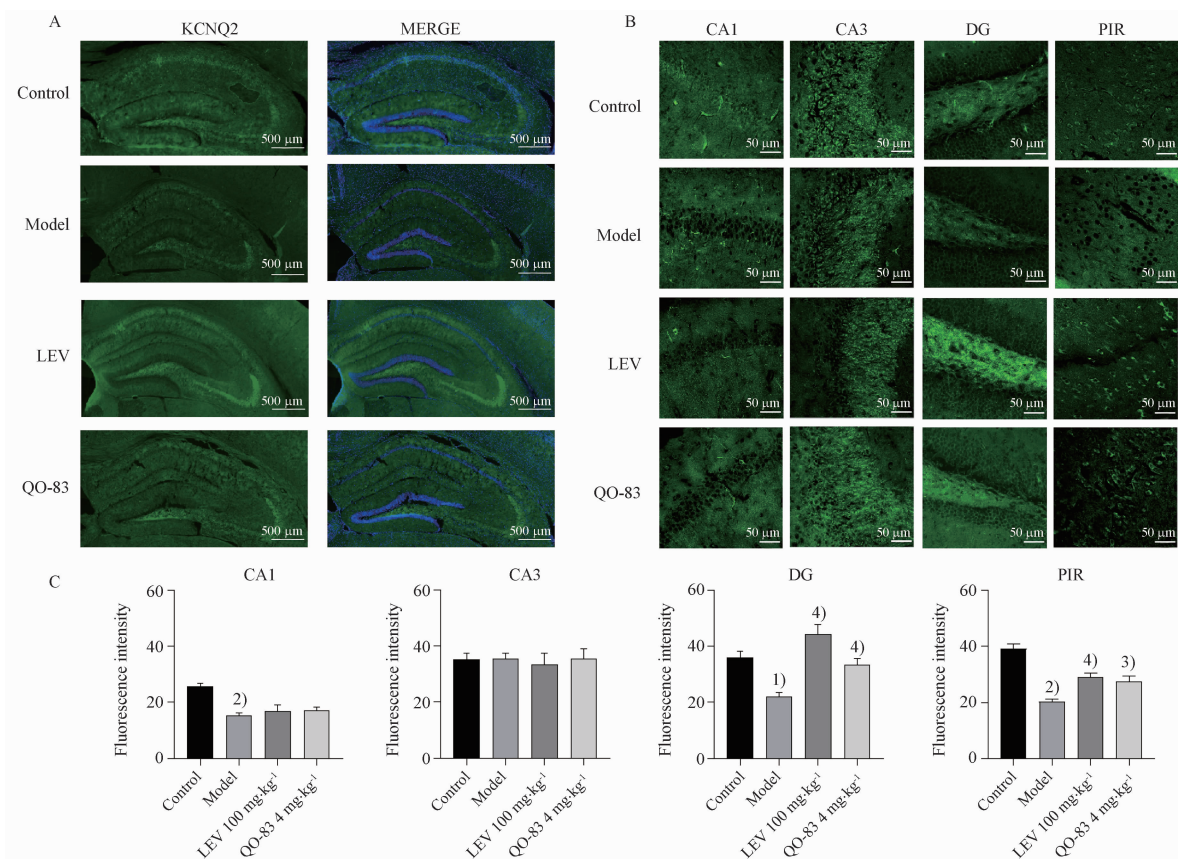 A
KCNQ2 MERGE
Control
500 μm 500 μm
Model
500 μm 500 μm
LEV
500 μm 500 μm
QO-83
500 μm 500 μm
B
CA1 CA3 DG PIR
Control
50 μm 50 μm 50 μm 50 μm
Model
50 μm 50 μm 50 μm 50 μm
LEV
50 μm 50 μm 50 μm 50 μm
QO-83
50 μm 50 μm 50 μm 50 μm
C
CA1
Fluorescence intensity
60
40
20
0
2)
Control
Model
LEV 100 mg·kg⁻¹
QO-83 4 mg·kg⁻¹
CA3
Fluorescence intensity
60
40
20
0
Control
Model
LEV 100 mg·kg⁻¹
QO-83 4 mg·kg⁻¹
DG
Fluorescence intensity
60
40
20
0
1)
4)
4)
Control
Model
LEV 100 mg·kg⁻¹
QO-83 4 mg·kg⁻¹
PIR
Fluorescence intensity
60
40
20
0
2)
4)
3)
Control
Model
LEV 100 mg·kg⁻¹
QO-83 4 mg·kg⁻¹